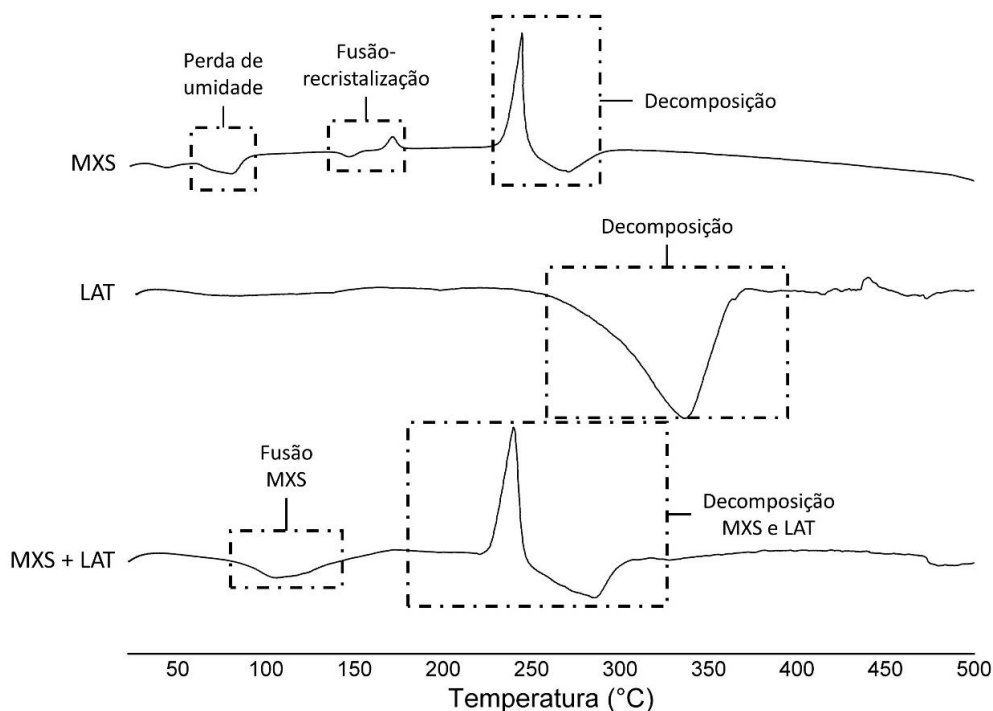 Perda de
umidade
Fusão-
recristalização
Decomposição
MXS
Decomposição
LAT
Fusão
MXS
Decomposição
MXS e LAT
MXS + LAT
50 100 150 200 250 300 350 400 450 500
Temperatura (°C)